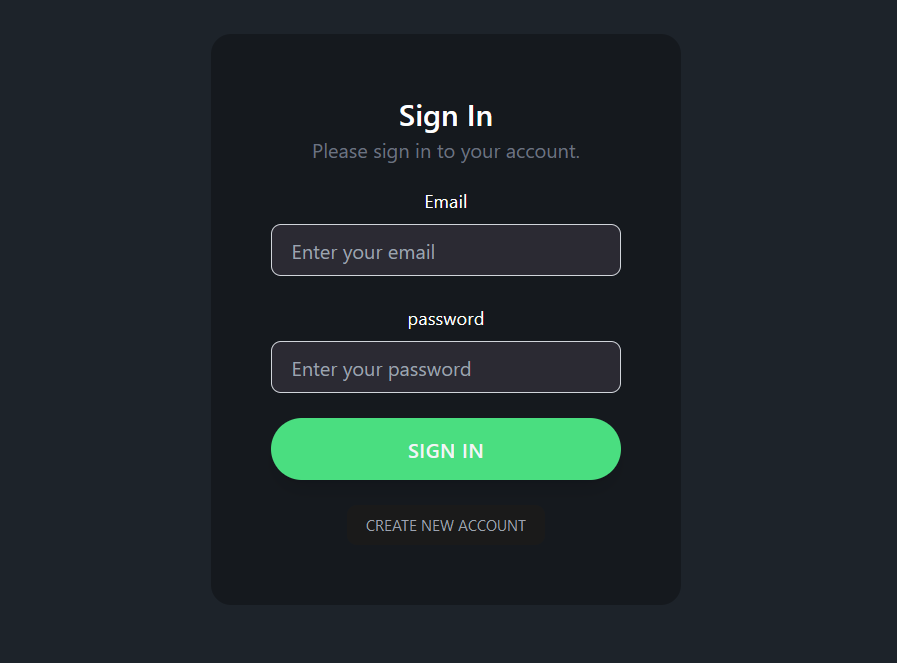 Sign In
Please sign in to your account.
Email
Enter your email
password
Enter your password
SIGN IN
CREATE NEW ACCOUNT